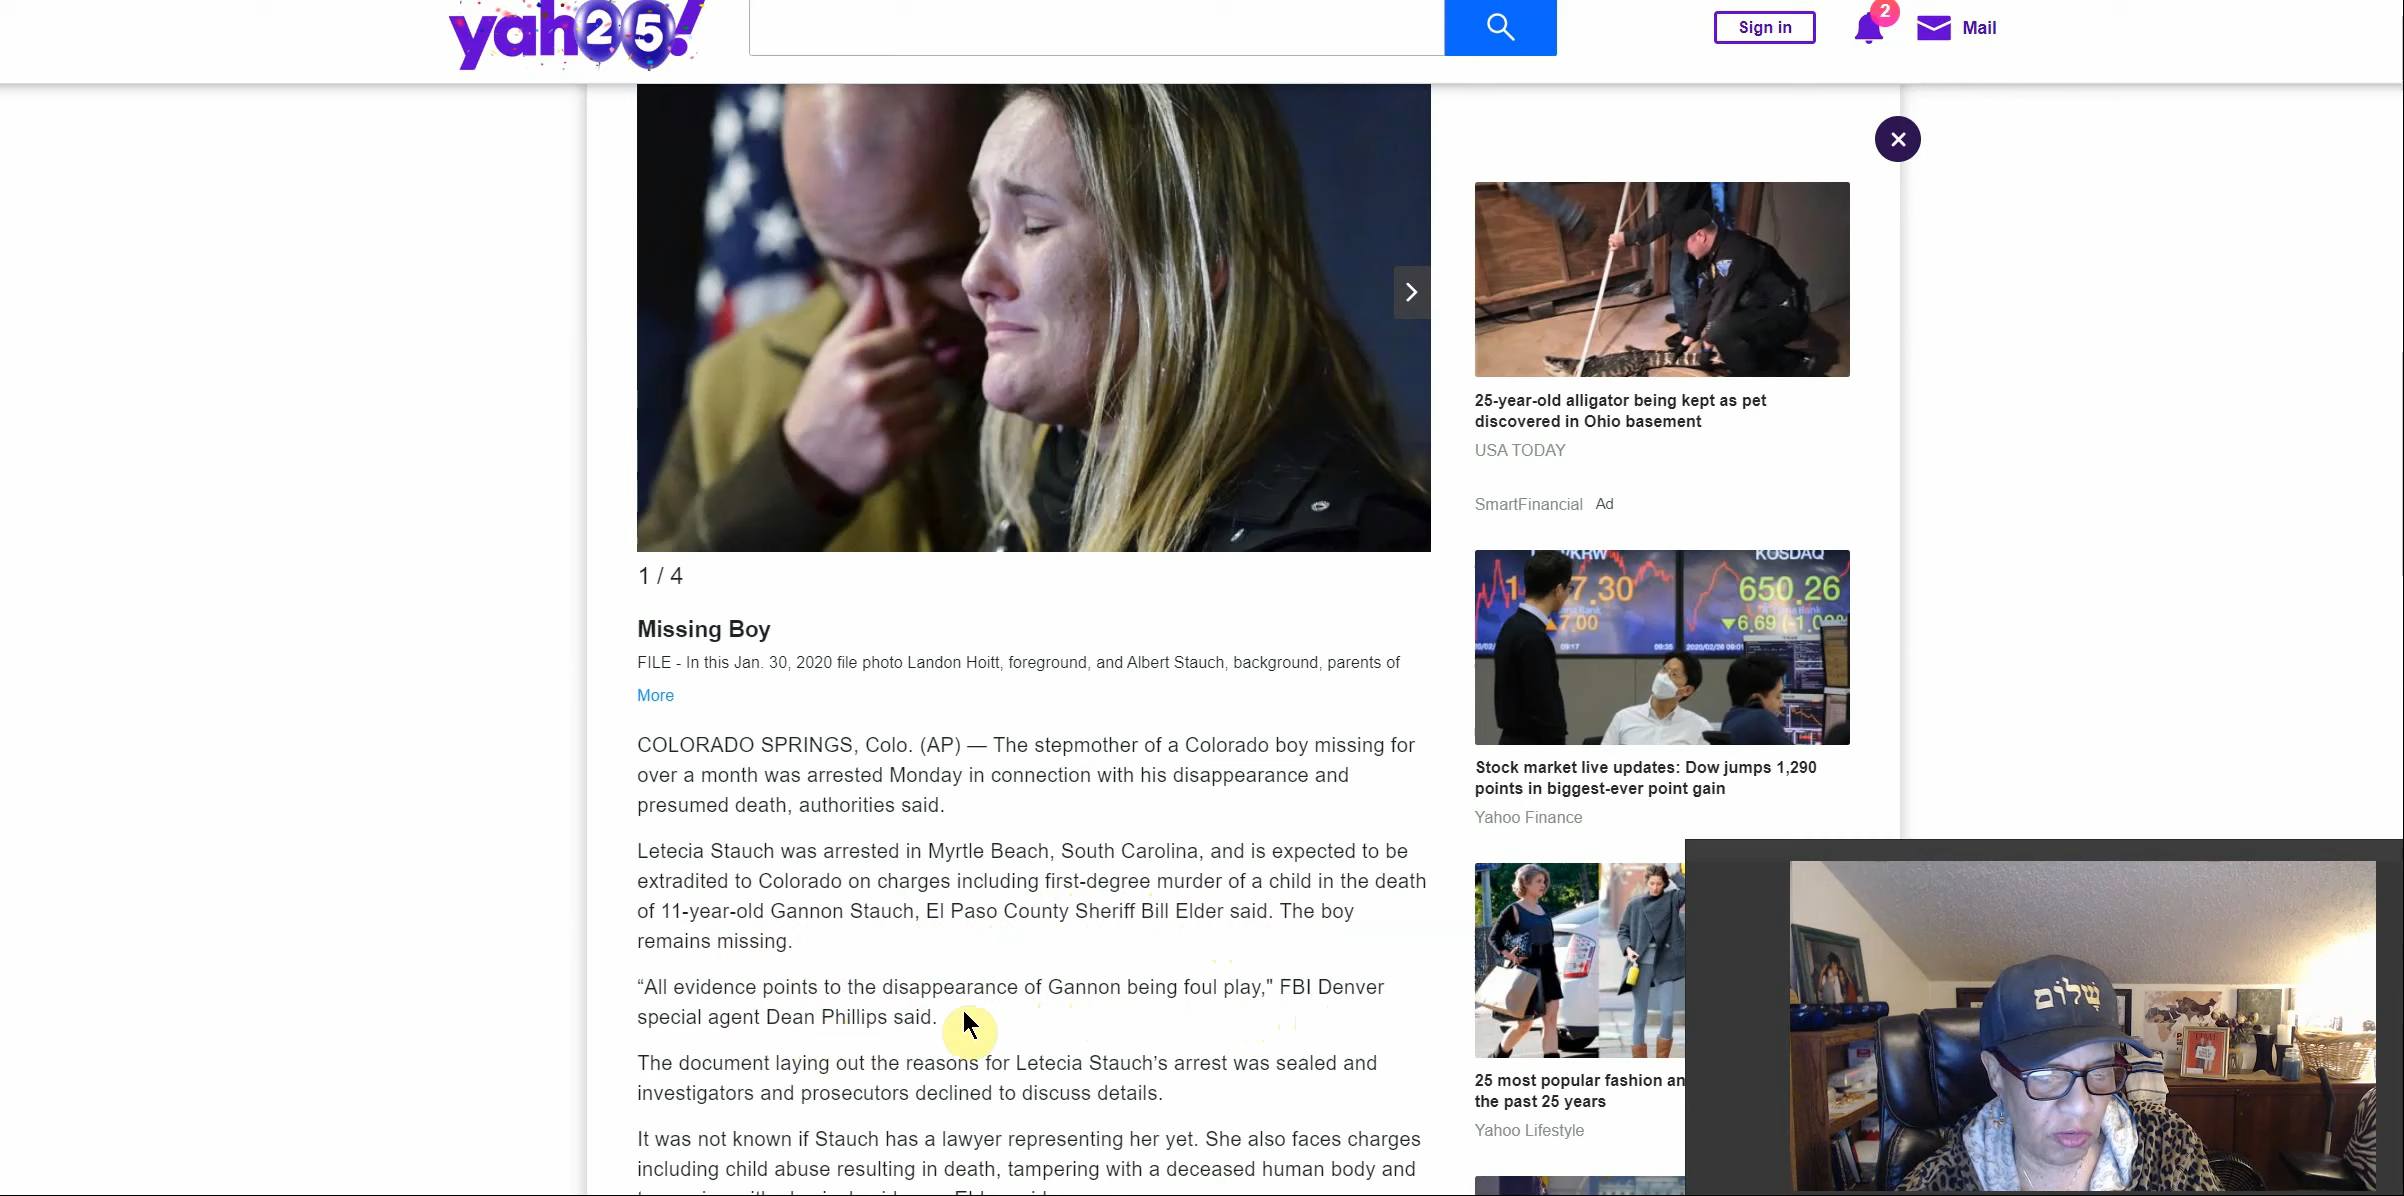 yah25!
Sign in
2
Mail
1 / 4
Missing Boy
FILE - In this Jan. 30, 2020 file photo Landon Hoitt, foreground, and Albert Stauch, background, parents of
More
COLORADO SPRINGS, Colo. (AP) — The stepmother of a Colorado boy missing for
over a month was arrested Monday in connection with his disappearance and
presumed death, authorities said.
Letecia Stauch was arrested in Myrtle Beach, South Carolina, and is expected to be
extradited to Colorado on charges including first-degree murder of a child in the death
of 11-year-old Gannon Stauch, El Paso County Sheriff Bill Elder said. The boy
remains missing.
“All evidence points to the disappearance of Gannon being foul play," FBI Denver
special agent Dean Phillips said.
The document laying out the reasons for Letecia Stauch’s arrest was sealed and
investigators and prosecutors declined to discuss details.
It was not known if Stauch has a lawyer representing her yet. She also faces charges
including child abuse resulting in death, tampering with a deceased human body and
25-year-old alligator being kept as pet
discovered in Ohio basement
USA TODAY
SmartFinancial Ad
KOSDAQ
7.30
650.26
▲7.00
▼6.69
09:17
Stock market live updates: Dow jumps 1,290
points in biggest-ever point gain
Yahoo Finance
25 most popular fashion an
the past 25 years
Yahoo Lifestyle
שָׁלוֹם